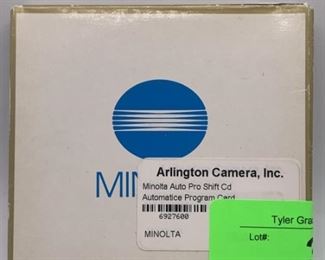 Arlington Camera, Inc.
Minolta Auto Pro Shift Cd
Automatice Program Card
6927600
MINOLTA
MIN
Tyler Gra
Lot#: